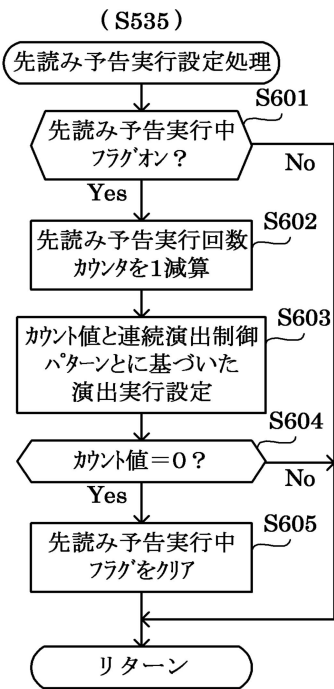 (S535)
先読み予告実行設定処理
S601
先読み予告実行中
フラグオン？
No
Yes
S602
先読み予告実行回数
カウンタを1減算
S603
カウント値と連続演出制御
パターンとに基づいた
演出実行設定
S604
カウント値＝０？
No
Yes
S605
先読み予告実行中
フラグをクリア
リターン